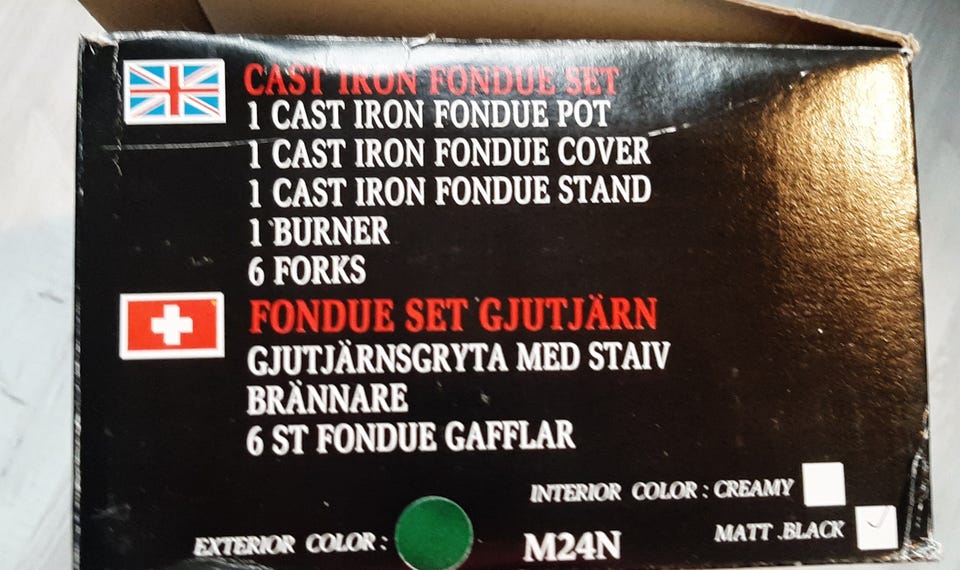 CAST IRON FONDUE SET
1 CAST IRON FONDUE POT
1 CAST IRON FONDUE COVER
1 CAST IRON FONDUE STAND
1 BURNER
6 FORKS
FONDUE SET GJUTJÄRN
GJUTJÄRNSGRYTA MED STAIV
BRÄNNARE
6 ST FONDUE GAFFLAR
INTERIOR COLOR : CREAMY
MATT .BLACK
EXTERIOR COLOR :
M24N